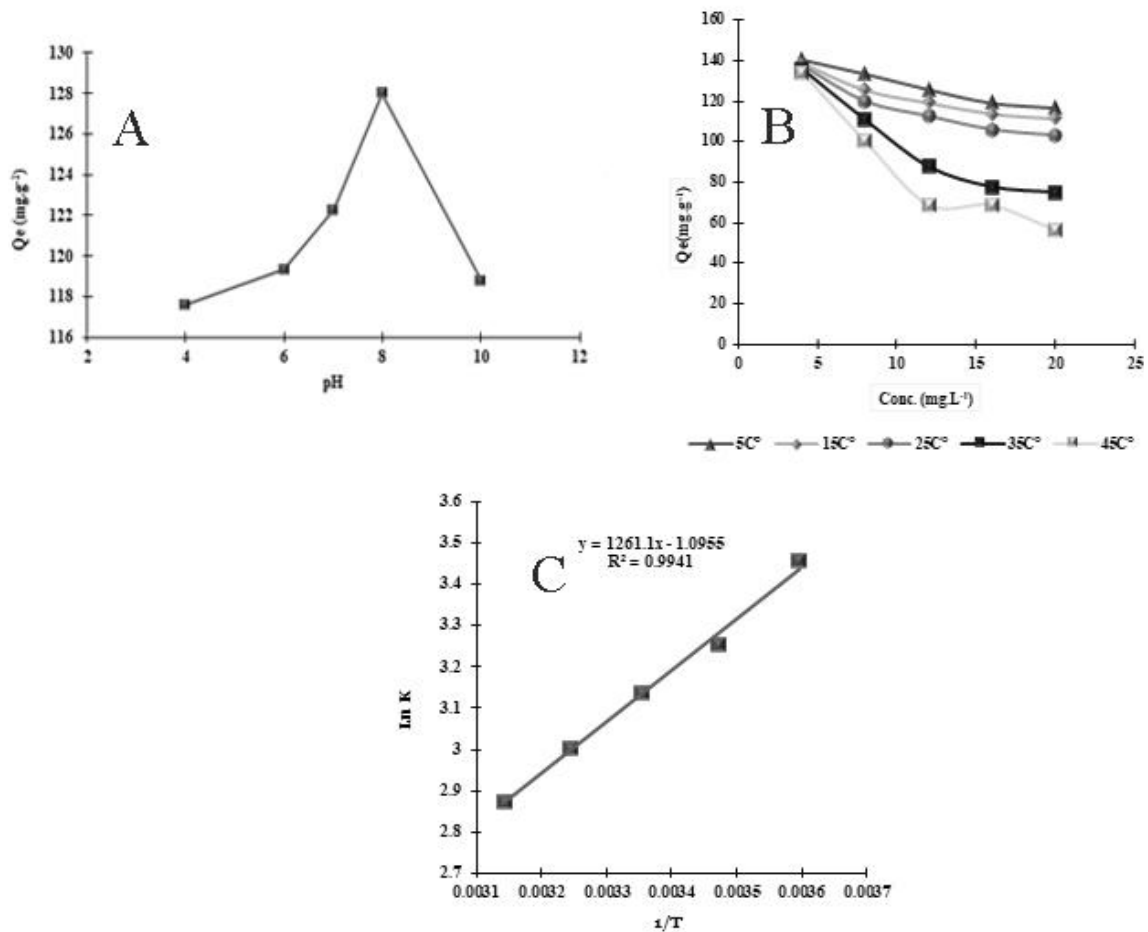 A
Qe (mg.g⁻¹)
130
128
126
124
122
120
118
116
2 4 6 8 10 12
pH
B
Qe(mg.g⁻¹)
160
140
120
100
80
60
40
20
0
0 5 10 15 20 25
Conc. (mg.L⁻¹)
5C° 15C° 25C° 35C° 45C°
C
y = 1261.1x - 1.0955
R² = 0.9941
Ln K
3.6
3.5
3.4
3.3
3.2
3.1
3
2.9
2.8
2.7
0.0031 0.0032 0.0033 0.0034 0.0035 0.0036 0.0037
1/T